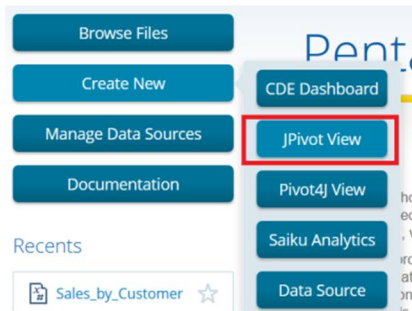 Browse Files
Pent
Create New
CDE Dashboard
Manage Data Sources
JPivot View
Documentation
Pivot4J View
Recents
Saiku Analytics
Sales_by_Customer
Data Source